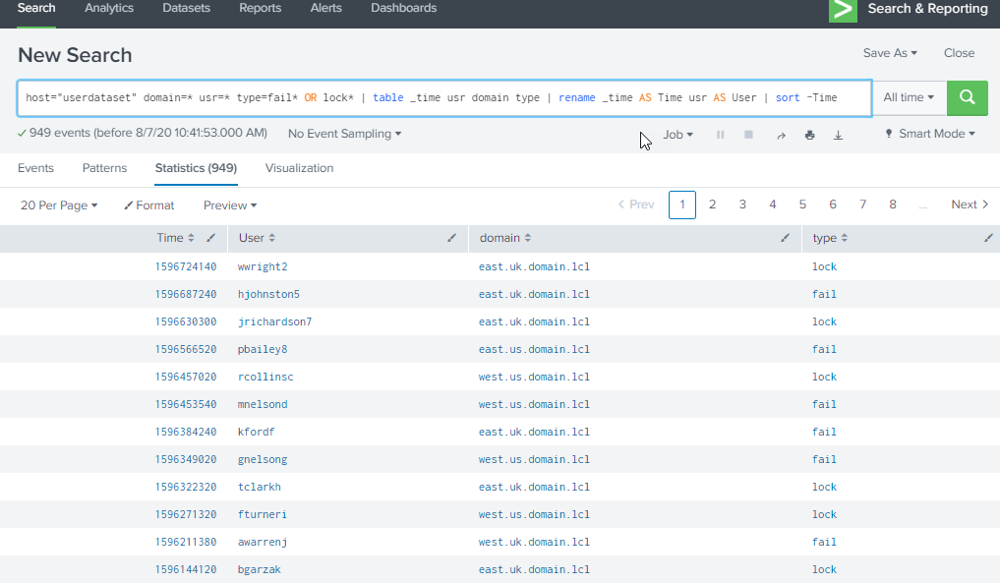 Search Analytics Datasets Reports Alerts Dashboards > Search & Reporting
New Search Save As Close
host="userdataset" domain=* usr=* type=fail* OR lock* | table _time usr domain type | rename _time AS Time usr AS User | sort -Time All time
949 events (before 8/7/20 10:41:53.000 AM) No Event Sampling Job Smart Mode
Events Patterns Statistics (949) Visualization
20 Per Page Format Preview < Prev 1 2 3 4 5 6 7 8 ... Next >
Time User domain type
1596724140 wwright2 east.uk.domain.lcl lock
1596687240 hjohnston5 east.uk.domain.lcl fail
1596630300 jrichardson7 east.uk.domain.lcl lock
1596566520 pbailey8 east.us.domain.lcl fail
1596457020 rcollinsc west.us.domain.lcl lock
1596453540 mnelsond west.us.domain.lcl fail
1596384240 kfordf east.uk.domain.lcl fail
1596349020 gnelsong west.us.domain.lcl fail
1596322320 tclarkh east.uk.domain.lcl lock
1596271320 fturneri west.us.domain.lcl lock
1596211380 awarrenj west.us.domain.lcl fail
1596144120 bgarzak east.uk.domain.lcl lock